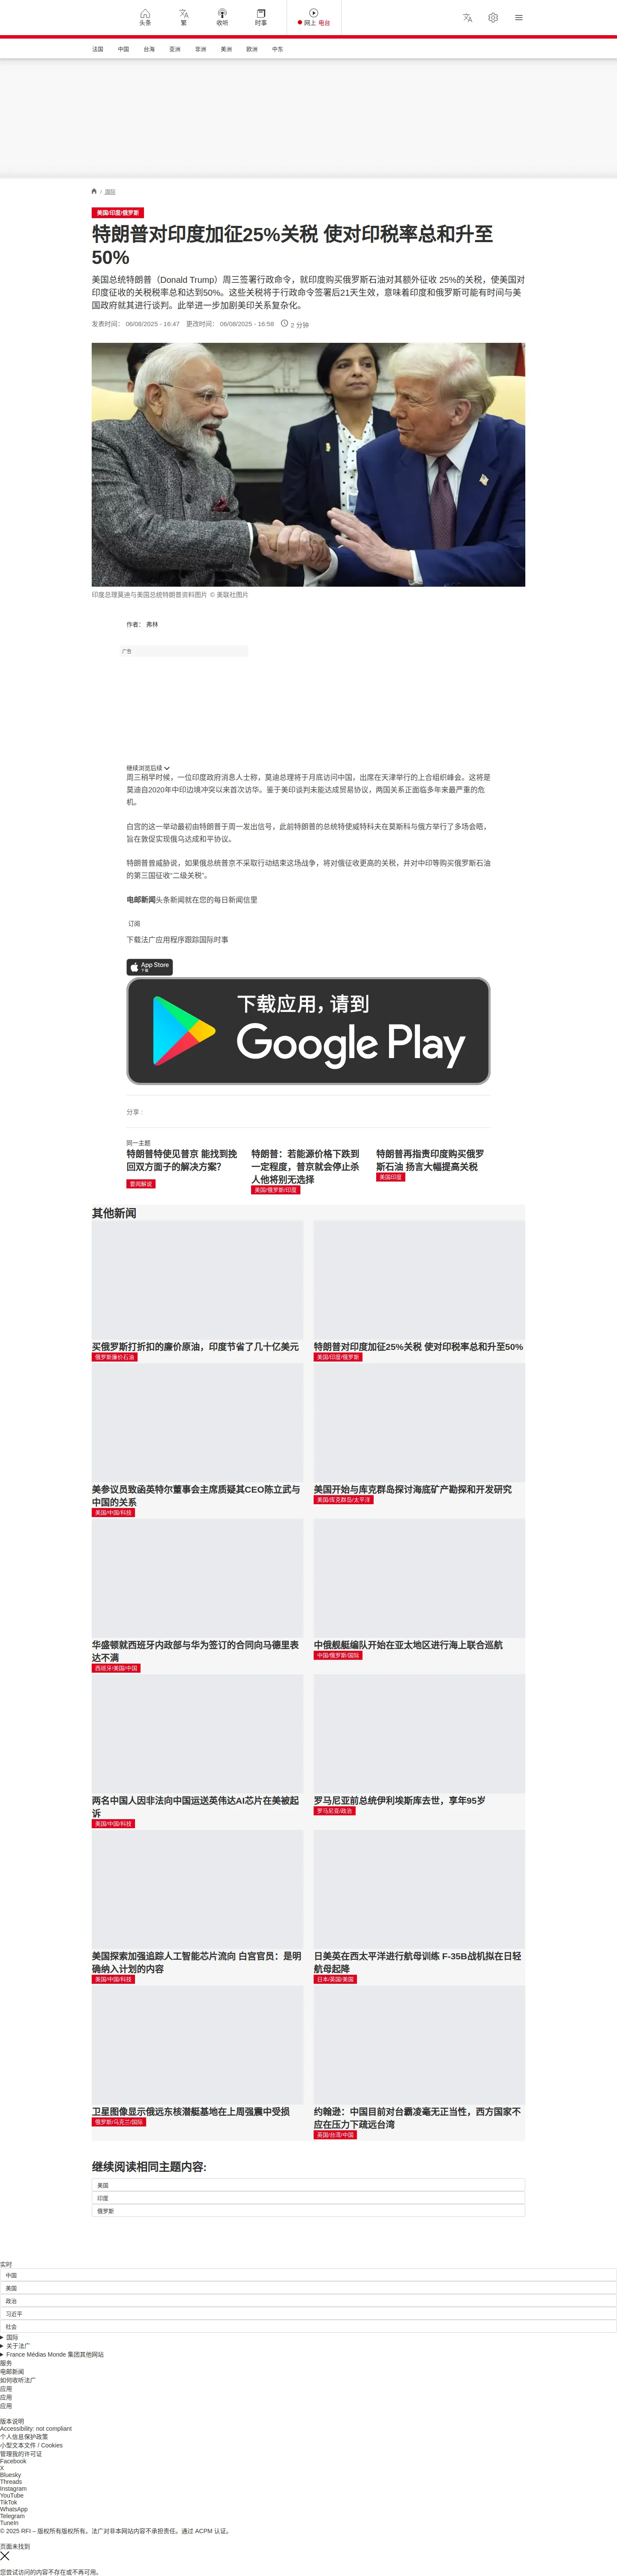 头条
繁
收听
时事
网上 电台
法国
中国
台海
亚洲
非洲
美洲
欧洲
中东
/ 国际
美国/印度/俄罗斯
特朗普对印度加征25%关税 使对印税率总和升至
50%
美国总统特朗普（Donald Trump）周三签署行政命令，就印度购买俄罗斯石油对其额外征收 25%的关税，使美国对
印度征收的关税税率总和达到50%。这些关税将于行政命令签署后21天生效，意味着印度和俄罗斯可能有时间与美
国政府就其进行谈判。此举进一步加剧美印关系复杂化。
发表时间： 06/08/2025 - 16:47 更改时间： 06/08/2025 - 16:58 2 分钟
印度总理莫迪与美国总统特朗普资料图片 © 美联社图片
作者： 弗林
广告
继续浏览后续
周三稍早时候，一位印度政府消息人士称，莫迪总理将于月底访问中国，出席在天津举行的上合组织峰会。这将是
莫迪自2020年中印边境冲突以来首次访华。鉴于美印谈判未能达成贸易协议，两国关系正面临多年来最严重的危
机。
白宫的这一举动最初由特朗普于周一发出信号，此前特朗普的总统特使威特科夫在莫斯科与俄方举行了多场会晤，
旨在敦促实现俄乌达成和平协议。
特朗普曾威胁说，如果俄总统普京不采取行动结束这场战争，将对俄征收更高的关税，并对中印等购买俄罗斯石油
的第三国征收“二级关税”。
电邮新闻头条新闻就在您的每日新闻信里
订阅
下载法广应用程序跟踪国际时事
App Store
下载
下载应用，请到
Google Play
分享 :
同一主题
特朗普特使见普京 能找到挽
回双方面子的解决方案？
要闻解说
特朗普：若能源价格下跌到
一定程度，普京就会停止杀
人他将别无选择
美国/俄罗斯/印度
特朗普再指责印度购买俄罗
斯石油 扬言大幅提高关税
美国印度
其他新闻
买俄罗斯打折扣的廉价原油，印度节省了几十亿美元
俄罗斯廉价石油
特朗普对印度加征25%关税 使对印税率总和升至50%
美国/印度/俄罗斯
美参议员致函英特尔董事会主席质疑其CEO陈立武与
中国的关系
美国/中国/科技
美国开始与库克群岛探讨海底矿产勘探和开发研究
美国/库克群岛/太平洋
华盛顿就西班牙内政部与华为签订的合同向马德里表
达不满
西班牙/美国/中国
中俄舰艇编队开始在亚太地区进行海上联合巡航
中国/俄罗斯/国际
两名中国人因非法向中国运送英伟达AI芯片在美被起
诉
美国/中国/科技
罗马尼亚前总统伊利埃斯库去世，享年95岁
罗马尼亚/政治
美国探索加强追踪人工智能芯片流向 白宫官员：是明
确纳入计划的内容
美国/中国/科技
日美英在西太平洋进行航母训练 F-35B战机拟在日轻
航母起降
日本/英国/美国
卫星图像显示俄远东核潜艇基地在上周强震中受损
俄罗斯/乌克兰/国际
约翰逊：中国目前对台霸凌毫无正当性，西方国家不
应在压力下疏远台湾
英国/台湾/中国
继续阅读相同主题内容:
美国
印度
俄罗斯
实时
中国
美国
政治
习近平
社会
国际
关于法广
France Médias Monde 集团其他网站
服务
电邮新闻
如何收听法广
应用
应用
应用
版本说明
Accessibility: not compliant
个人信息保护政策
小型文本文件 / Cookies
管理我的许可证
Facebook
X
Bluesky
Threads
Instagram
YouTube
TikTok
WhatsApp
Telegram
TuneIn
© 2025 RFI – 版权所有版权所有。法广对非本网站内容不承担责任。通过 ACPM 认证。
页面未找到
您尝试访问的内容不存在或不再可用。